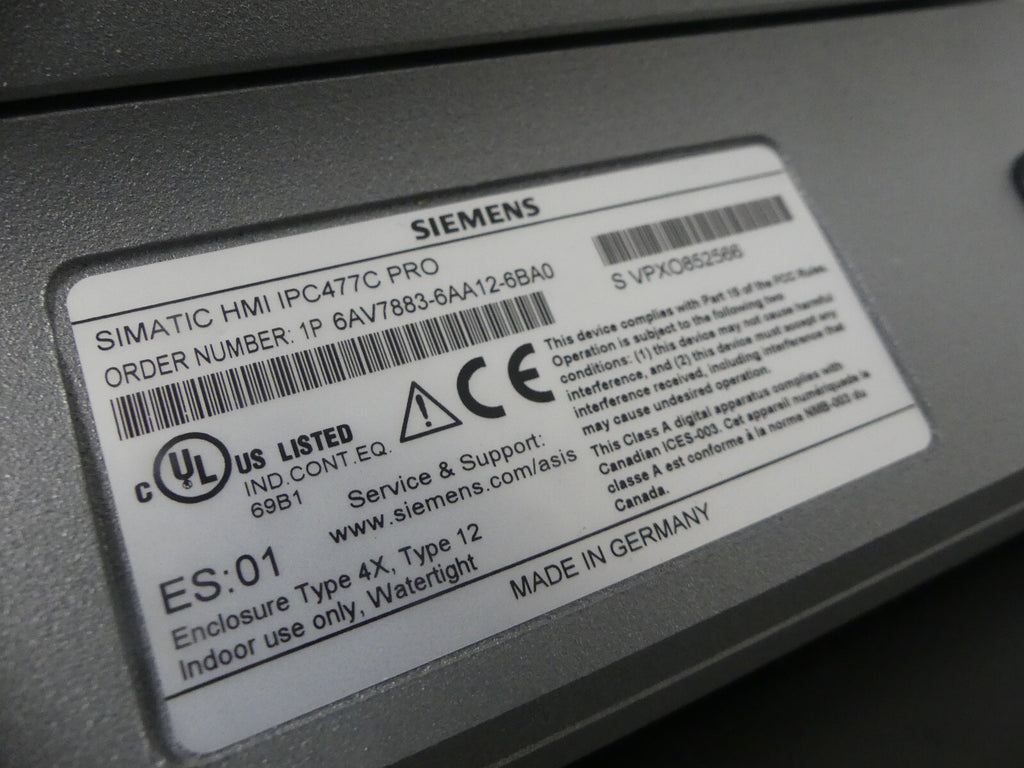 SIEMENS
SIMATIC HMI IPC477C PRO
ORDER NUMBER: 1P 6AV7883-6AA12-6BA0
S VPXO852566
This device complies with Part 15 of the FCC Rules.
Operation is subject to the following two
conditions: (1) this device may not cause harmful
interference, and (2) this device must accept any
interference received, including interference that
may cause undesired operation.
This Class A digital apparatus complies with
Canadian ICES-003. Cet appareil numérique de la
classe A est conforme à la norme NMB-003 du
Canada.
CE
C UL ® US LISTED
IND.CONT.EQ.
69B1
Service & Support:
www.siemens.com/asis
ES:01
Enclosure Type 4X, Type 12
Indoor use only, Watertight
MADE IN GERMANY